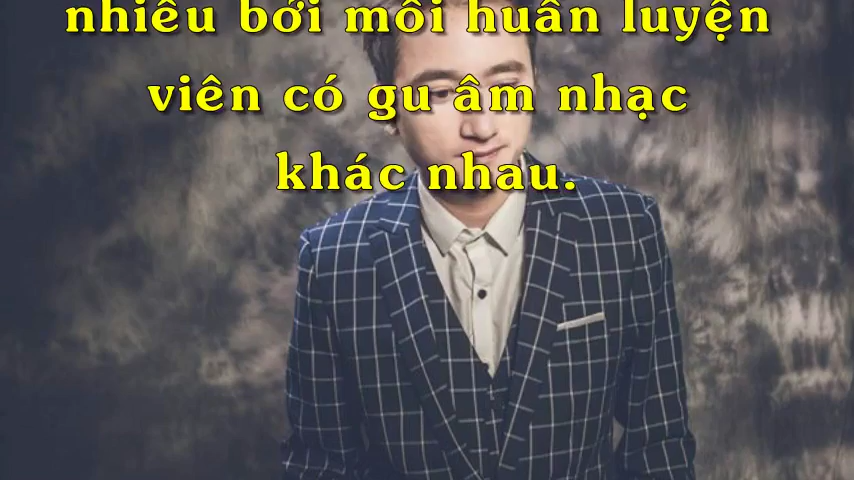 nhiều bởi mỗi huấn luyện
viên có gu âm nhạc
khác nhau.